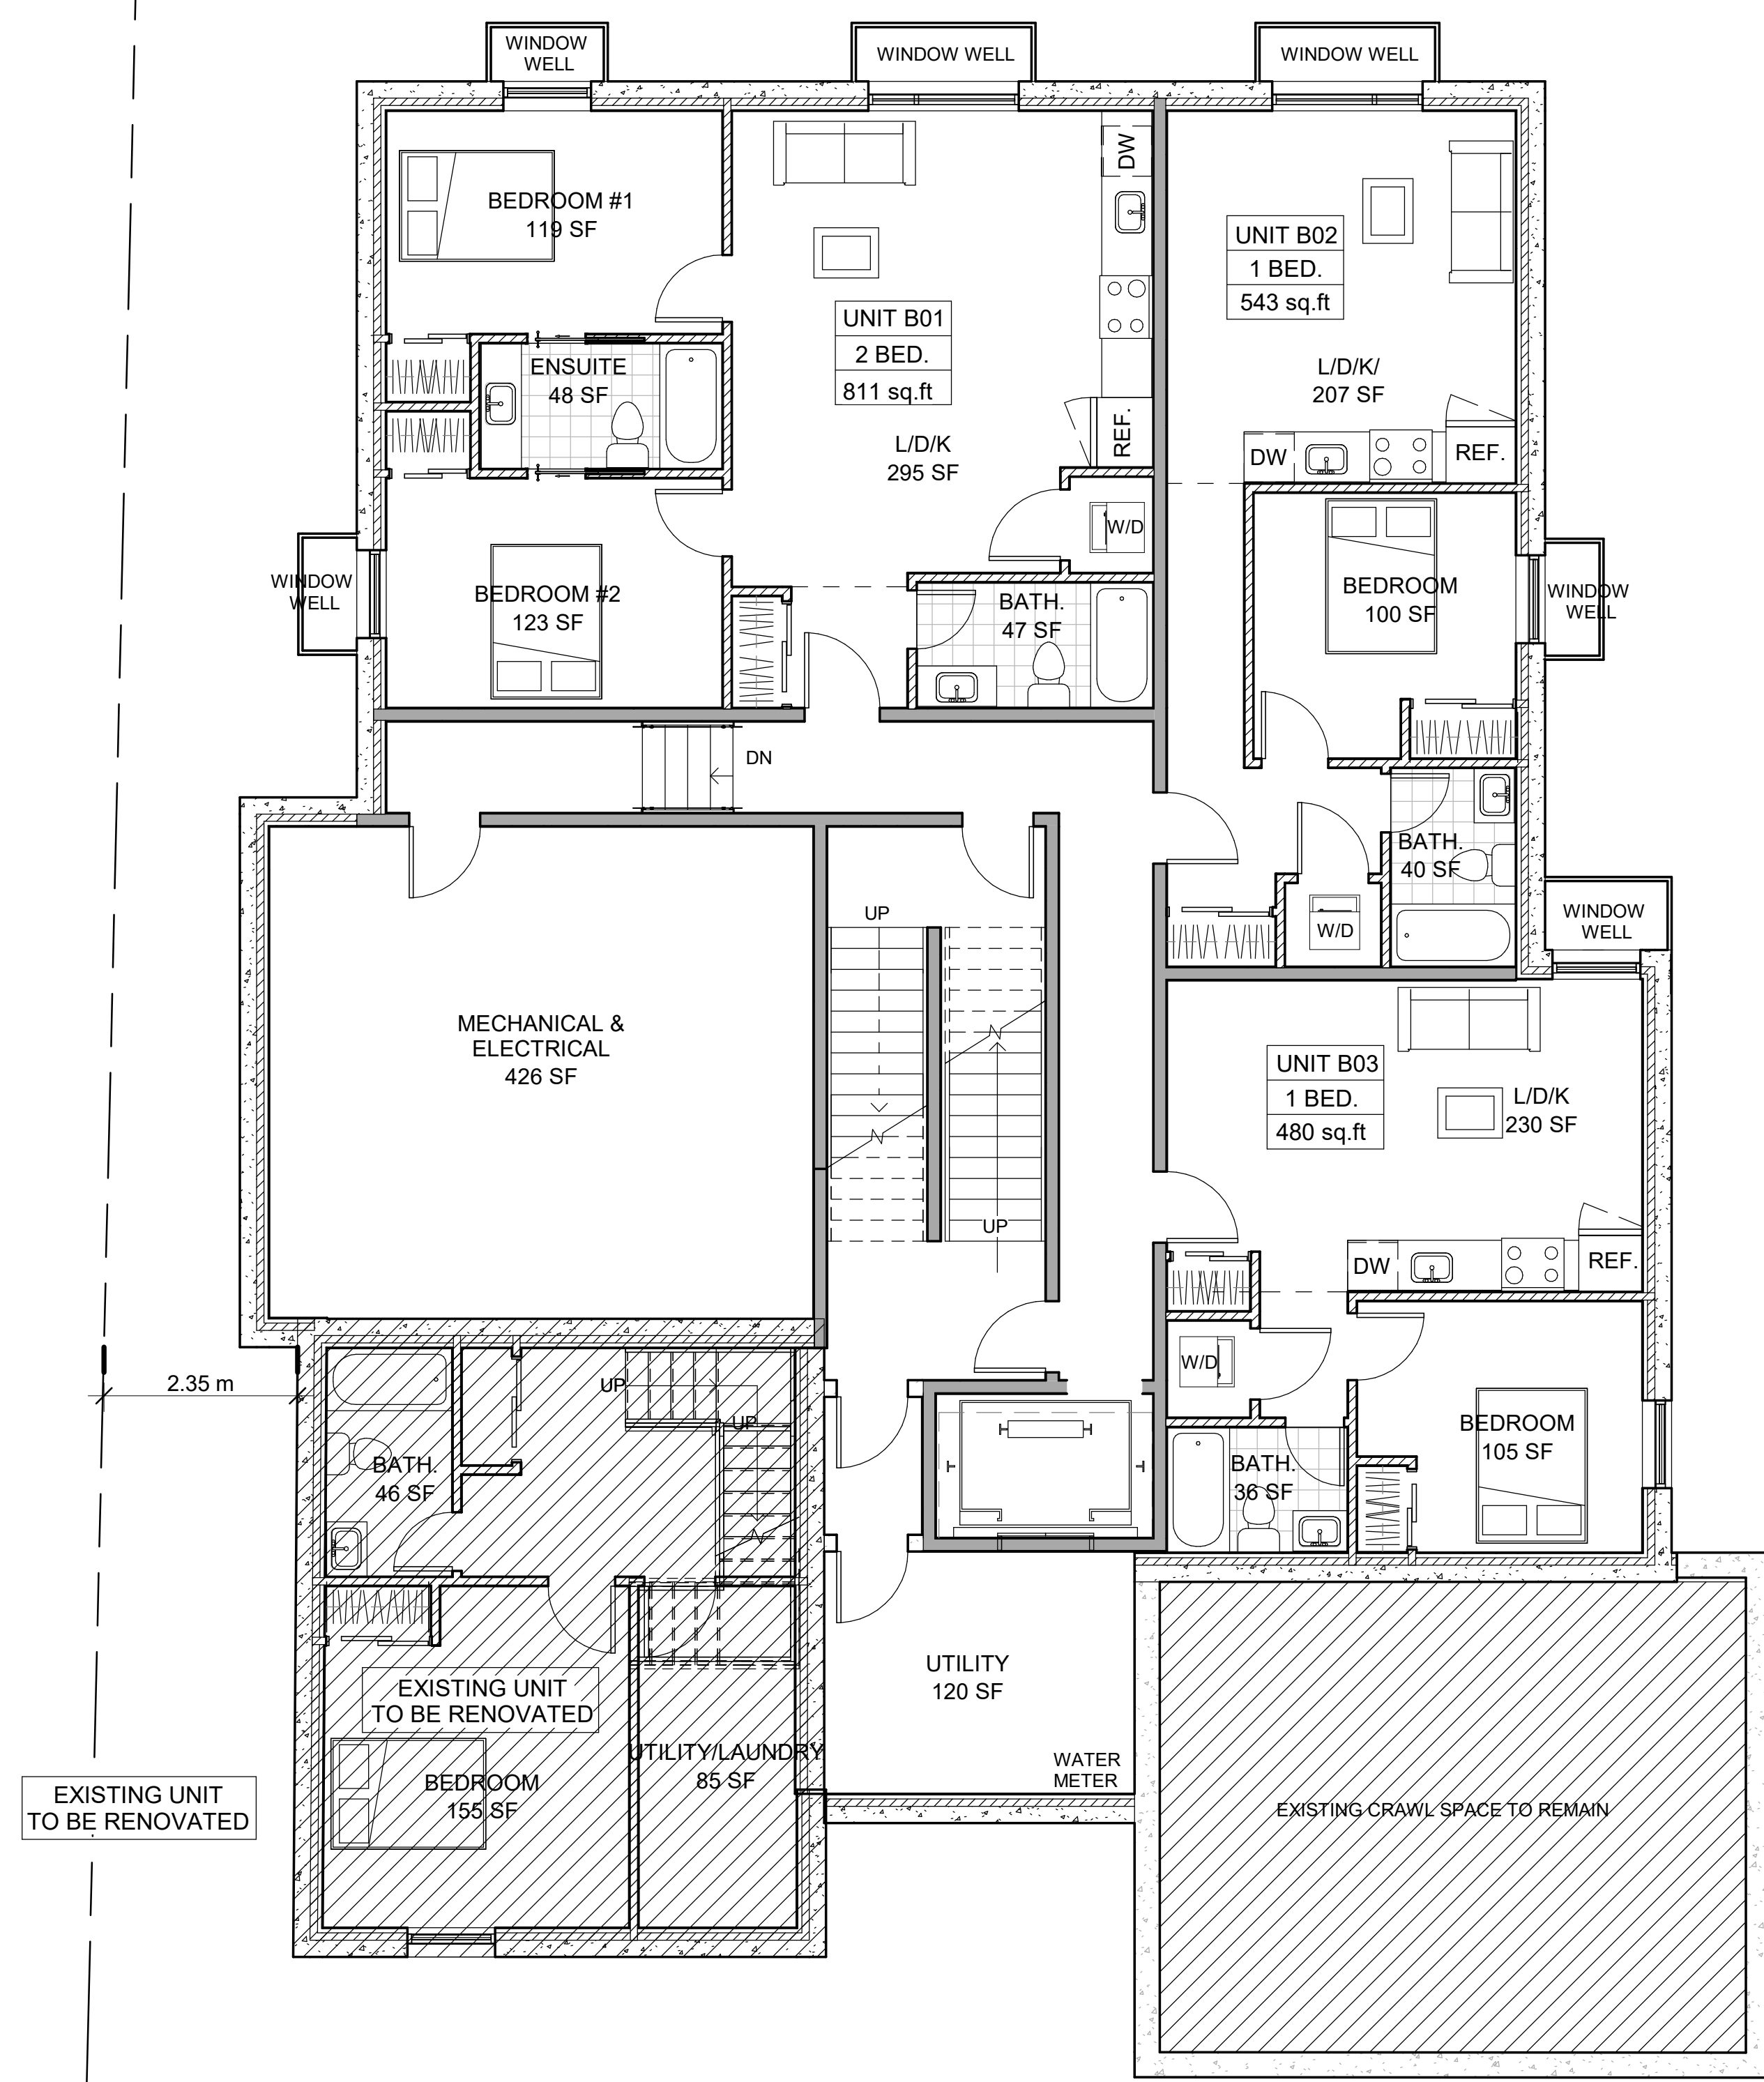 WINDOW
WELL
WINDOW WELL
WINDOW WELL
BEDROOM #1
119 SF
DW
UNIT B01
2 BED.
811 sq.ft
UNIT B02
1 BED.
543 sq.ft
ENSUITE
48 SF
L/D/K
295 SF
REF.
L/D/K/
207 SF
DW
REF.
W/D
WINDOW
WELL
BEDROOM #2
123 SF
BATH.
47 SF
BEDROOM
100 SF
WINDOW
WELL
DN
BATH.
40 SF
W/D
WINDOW
WELL
UP
MECHANICAL &
ELECTRICAL
426 SF
UNIT B03
1 BED.
480 sq.ft
L/D/K
230 SF
UP
DW
REF.
W/D
2.35 m
UP
UP
BATH.
46 SF
BATH.
36 SF
BEDROOM
105 SF
EXISTING UNIT
TO BE RENOVATED
UTILITY
120 SF
UTILITY/LAUNDRY
85 SF
BEDROOM
155 SF
WATER
METER
EXISTING UNIT
TO BE RENOVATED
EXISTING CRAWL SPACE TO REMAIN